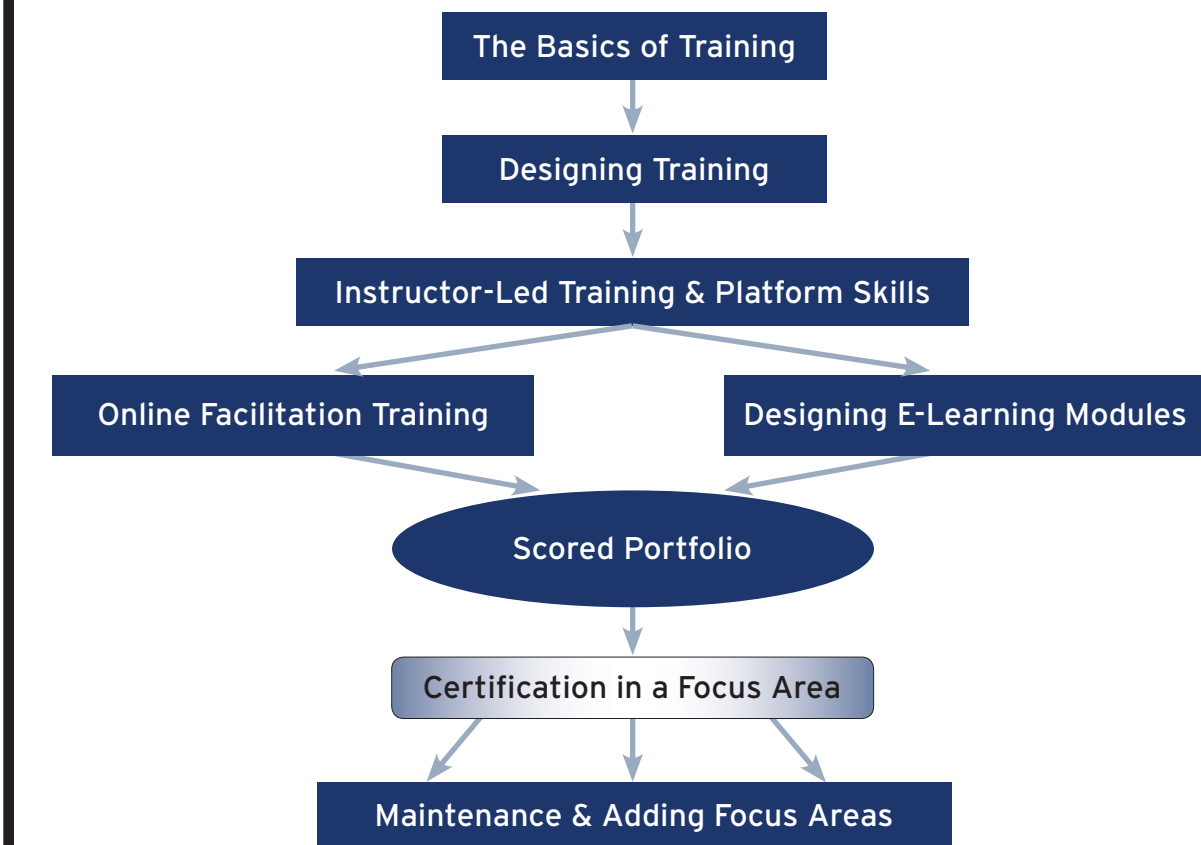 The Basics of Training
Designing Training
Instructor-Led Training & Platform Skills
Online Facilitation Training
Designing E-Learning Modules
Scored Portfolio
Certification in a Focus Area
Maintenance & Adding Focus Areas